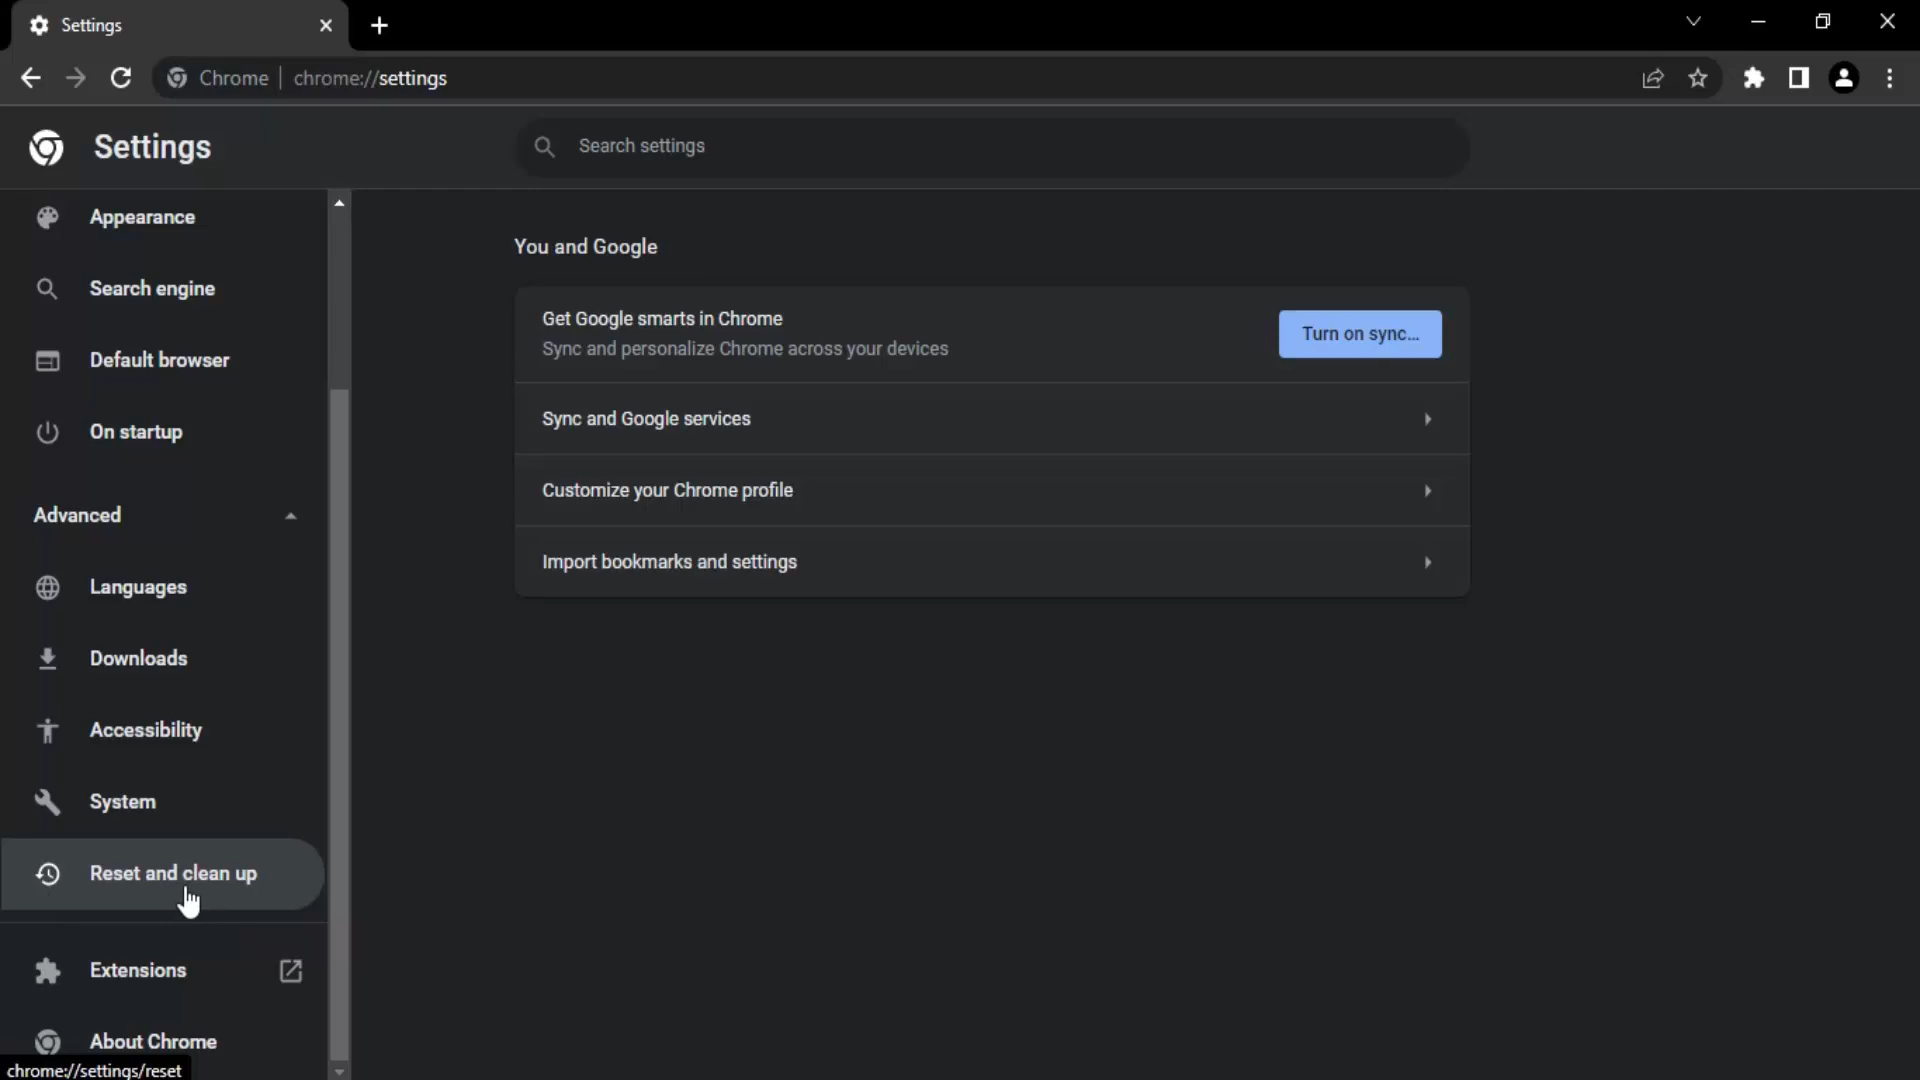 Settings
Chrome | chrome://settings
Settings
Search settings
Appearance
Search engine
Default browser
On startup
Advanced
Languages
Downloads
Accessibility
System
Reset and clean up
Extensions
About Chrome
chrome://settings/reset
You and Google
Get Google smarts in Chrome
Sync and personalize Chrome across your devices
Turn on sync...
Sync and Google services
Customize your Chrome profile
Import bookmarks and settings